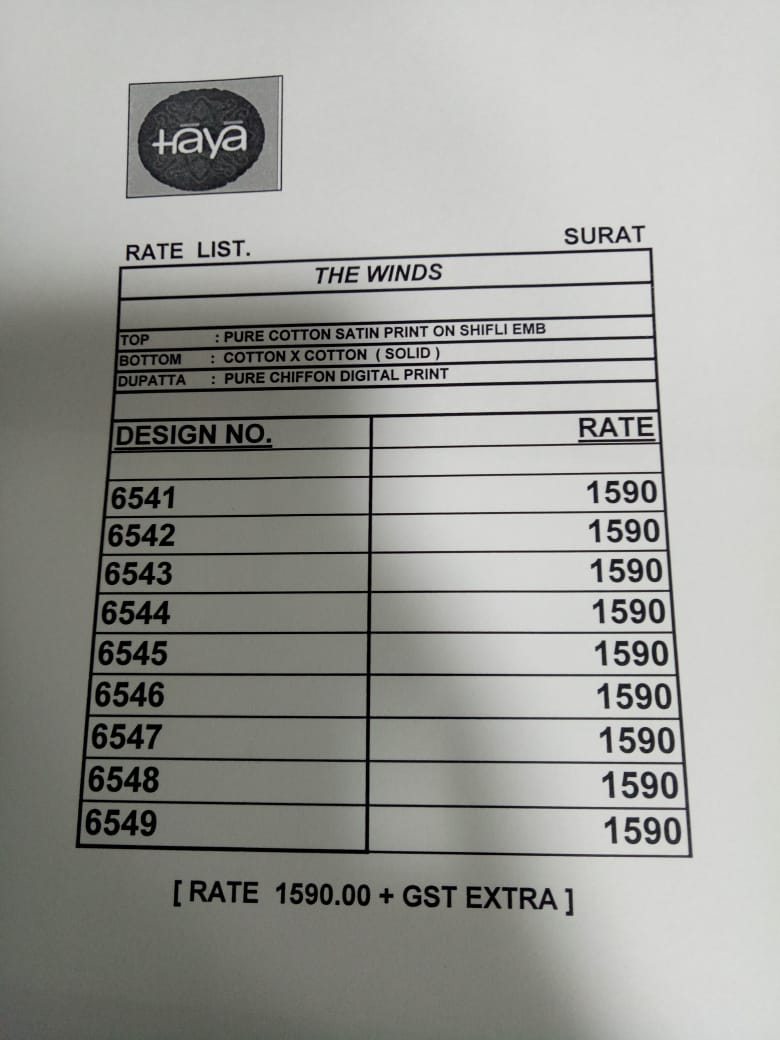 Hāyā
RATE LIST. SURAT
THE WINDS
TOP : PURE COTTON SATIN PRINT ON SHIFLI EMB
BOTTOM : COTTON X COTTON ( SOLID )
DUPATTA : PURE CHIFFON DIGITAL PRINT
DESIGN NO. RATE
6541 1590
6542 1590
6543 1590
6544 1590
6545 1590
6546 1590
6547 1590
6548 1590
6549 1590
[ RATE 1590.00 + GST EXTRA ]